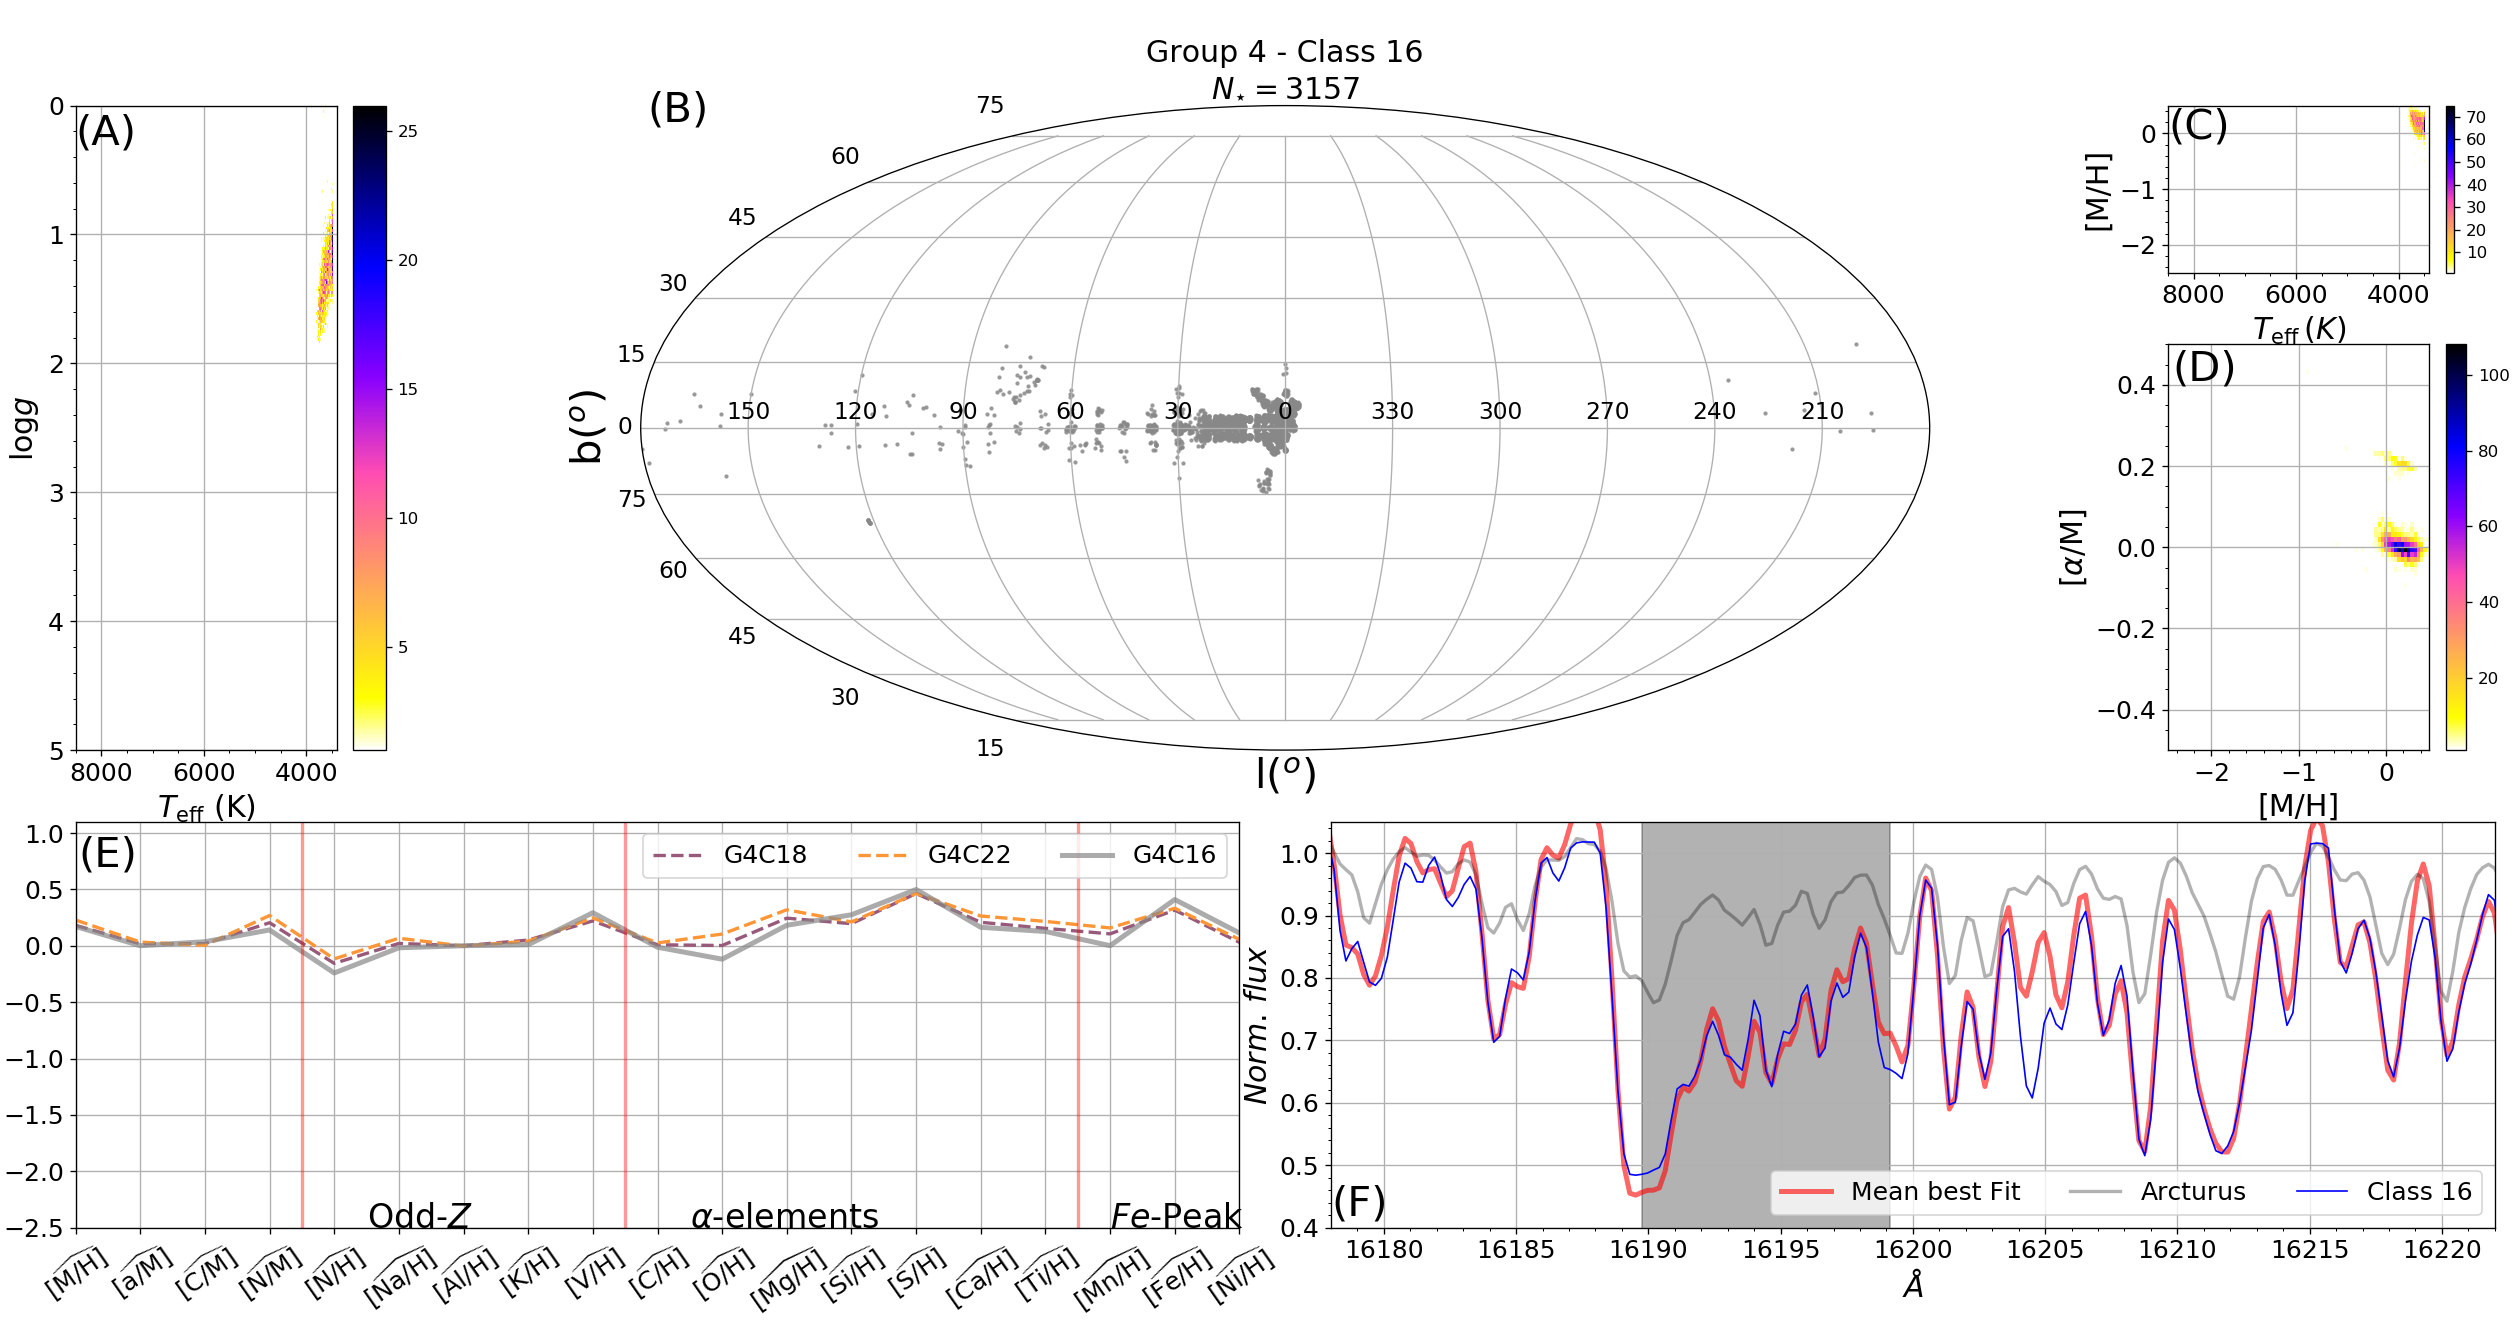 Group 4 - Class 16
N⋆ = 3157
(A)
0
1
2
3
4
5
logg
8000 6000 4000
Teff (K)
25
20
15
10
5
(B)
75
60
45
30
15
0
75
60
45
30
15
b(°)
150 120 90 60 30 0 330 300 270 240 210
l(°)
(C)
0
−1
−2
[M/H]
8000 6000 4000
Teff (K)
70
60
50
40
30
20
10
(D)
0.4
0.2
0.0
−0.2
−0.4
[α/M]
−2 −1 0
[M/H]
100
80
60
40
20
(E)
G4C18 G4C22 G4C16
1.0
0.5
0.0
−0.5
−1.0
−1.5
−2.0
−2.5
Odd-Z α-elements Fe-Peak
[M/H] [a/M] [C/M] [N/M] [N/H] [Na/H] [Al/H] [K/H] [V/H] [C/H] [O/H] [Mg/H] [Si/H] [S/H] [Ca/H] [Ti/H] [Mn/H] [Fe/H] [Ni/H]
Norm. flux
1.0
0.9
0.8
0.7
0.6
0.5
0.4
(F)
Mean best Fit Arcturus Class 16
16180 16185 16190 16195 16200 16205 16210 16215 16220
Å